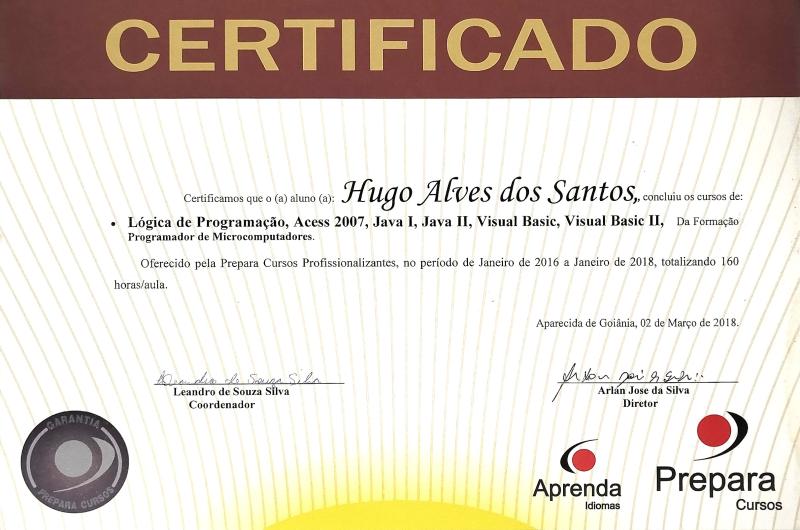 CERTIFICADO
Certificamos que o (a) aluno (a): Hugo Alves dos Santos,, concluiu os cursos de:
• Lógica de Programação, Acess 2007, Java I, Java II, Visual Basic, Visual Basic II, Da Formação
Programador de Microcomputadores.
Oferecido pela Prepara Cursos Profissionalizantes, no período de Janeiro de 2016 a Janeiro de 2018, totalizando 160
horas/aula.
Aparecida de Goiânia, 02 de Março de 2018.
Leandro de Souza Silva
Leandro de Souza Silva
Coordenador
Arlan Jose da Silva
Diretor
GARANTIA
PREPARA CURSOS
Aprenda
Idiomas
Prepara
Cursos